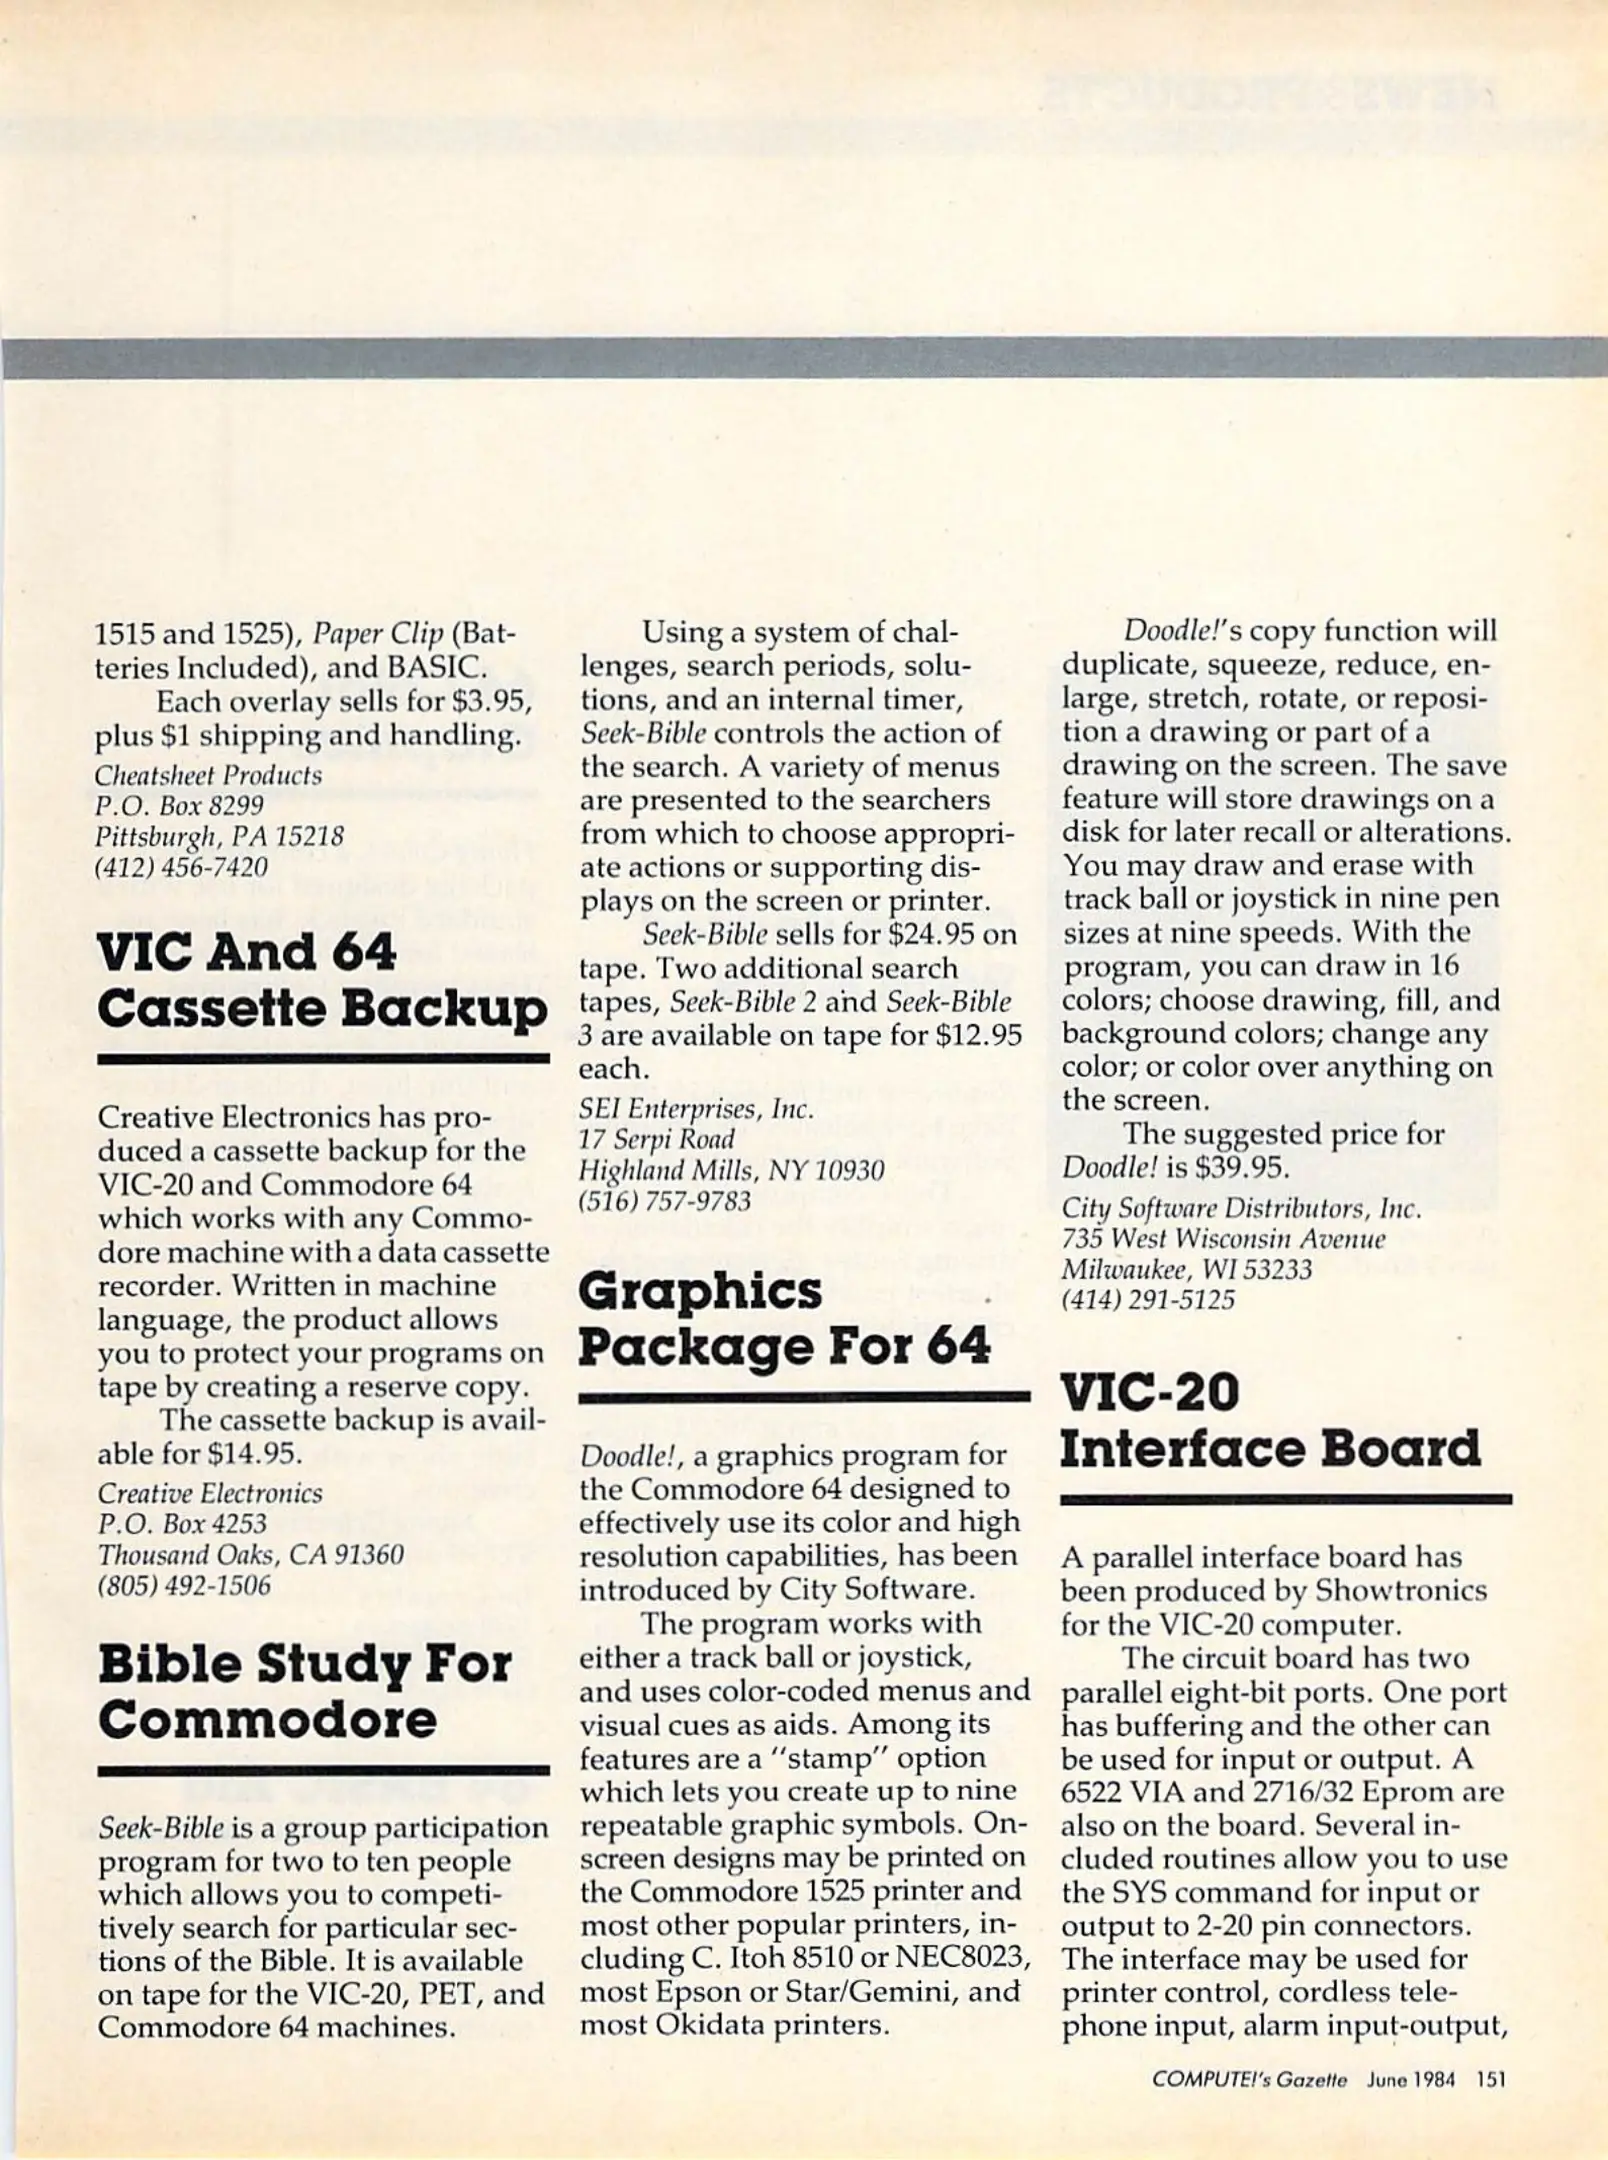 1515 and 1525), Paper Clip (Bat-
teries Included), and BASIC.
Each overlay sells for $3.95,
plus $1 shipping and handling.
Cheatsheet Products
P.O. Box 8299
Pittsburgh, PA 15218
(412) 456-7420
VIC And 64
Cassette Backup
Creative Electronics has pro-
duced a cassette backup for the
VIC-20 and Commodore 64
which works with any Commo-
dore machine with a data cassette
recorder. Written in machine
language, the product allows
you to protect your programs on
tape by creating a reserve copy.
The cassette backup is avail-
able for $14.95.
Creative Electronics
P.O. Box 4253
Thousand Oaks, CA 91360
(805) 492-1506
Bible Study For
Commodore
Seek-Bible is a group participation
program for two to ten people
which allows you to competi-
tively search for particular sec-
tions of the Bible. It is available
on tape for the VIC-20, PET, and
Commodore 64 machines.
Using a system of chal-
lenges, search periods, solu-
tions, and an internal timer,
Seek-Bible controls the action of
the search. A variety of menus
are presented to the searchers
from which to choose appropri-
ate actions or supporting dis-
plays on the screen or printer.
Seek-Bible sells for $24.95 on
tape. Two additional search
tapes, Seek-Bible 2 and Seek-Bible
3 are available on tape for $12.95
each.
SEI Enterprises, Inc.
17 Serpi Road
Highland Mills, NY 10930
(516) 757-9783
Graphics
Package For 64
Doodle!, a graphics program for
the Commodore 64 designed to
effectively use its color and high
resolution capabilities, has been
introduced by City Software.
The program works with
either a track ball or joystick,
and uses color-coded menus and
visual cues as aids. Among its
features are a "stamp" option
which lets you create up to nine
repeatable graphic symbols. On-
screen designs may be printed on
the Commodore 1525 printer and
most other popular printers, in-
cluding C. Itoh 8510 or NEC8023,
most Epson or Star/Gemini, and
most Okidata printers.
Doodle!'s copy function will
duplicate, squeeze, reduce, en-
large, stretch, rotate, or reposi-
tion a drawing or part of a
drawing on the screen. The save
feature will store drawings on a
disk for later recall or alterations.
You may draw and erase with
track ball or joystick in nine pen
sizes at nine speeds. With the
program, you can draw in 16
colors; choose drawing, fill, and
background colors; change any
color; or color over anything on
the screen.
The suggested price for
Doodle! is $39.95.
City Software Distributors, Inc.
735 West Wisconsin Avenue
Milwaukee, WI 53233
(414) 291-5125
VIC-20
Interface Board
A parallel interface board has
been produced by Showtronics
for the VIC-20 computer.
The circuit board has two
parallel eight-bit ports. One port
has buffering and the other can
be used for input or output. A
6522 VIA and 2716/32 Eprom are
also on the board. Several in-
cluded routines allow you to use
the SYS command for input or
output to 2-20 pin connectors.
The interface may be used for
printer control, cordless tele-
phone input, alarm input-output,
COMPUTE!'s Gazette June 1984 151